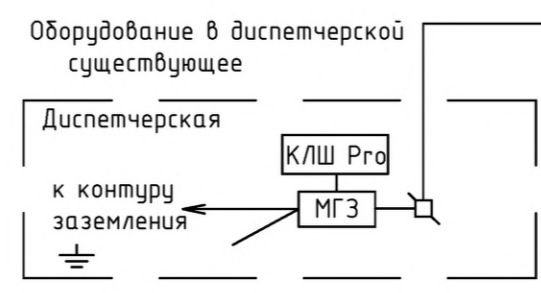 Оборудование в диспетчерской
существующее
Диспетчерская
КЛШ Pro
к контуру
заземления
МГЗ